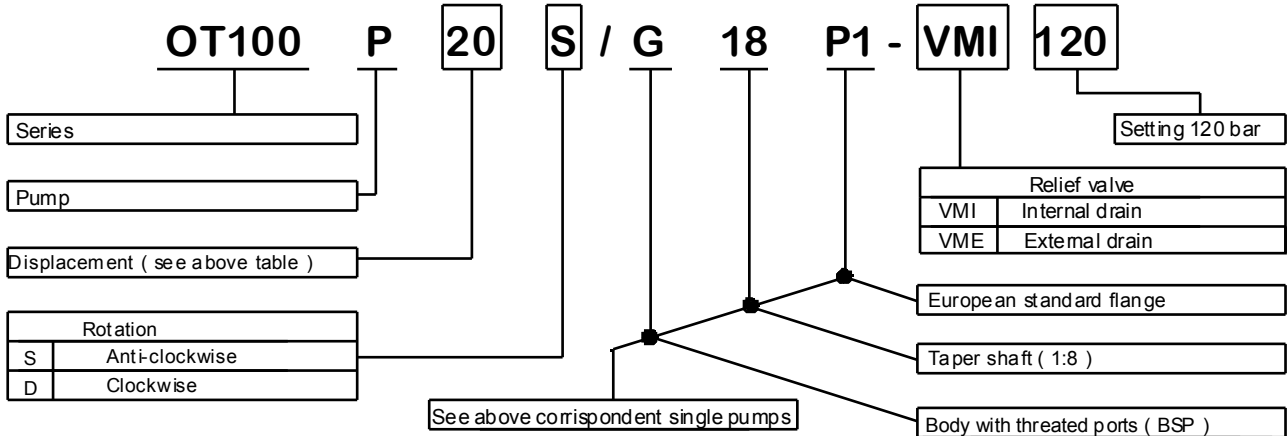 OT100 P 20 S / G 18 P1 - VMI 120
Series
Setting 120 bar
Pump
Relief valve
VMI Internal drain
VME External drain
Displacement ( see above table )
European standard flange
Rotation
S Anti-clockwise
D Clockwise
Taper shaft ( 1:8 )
See above corrispondent single pumps
Body with threated ports ( BSP )